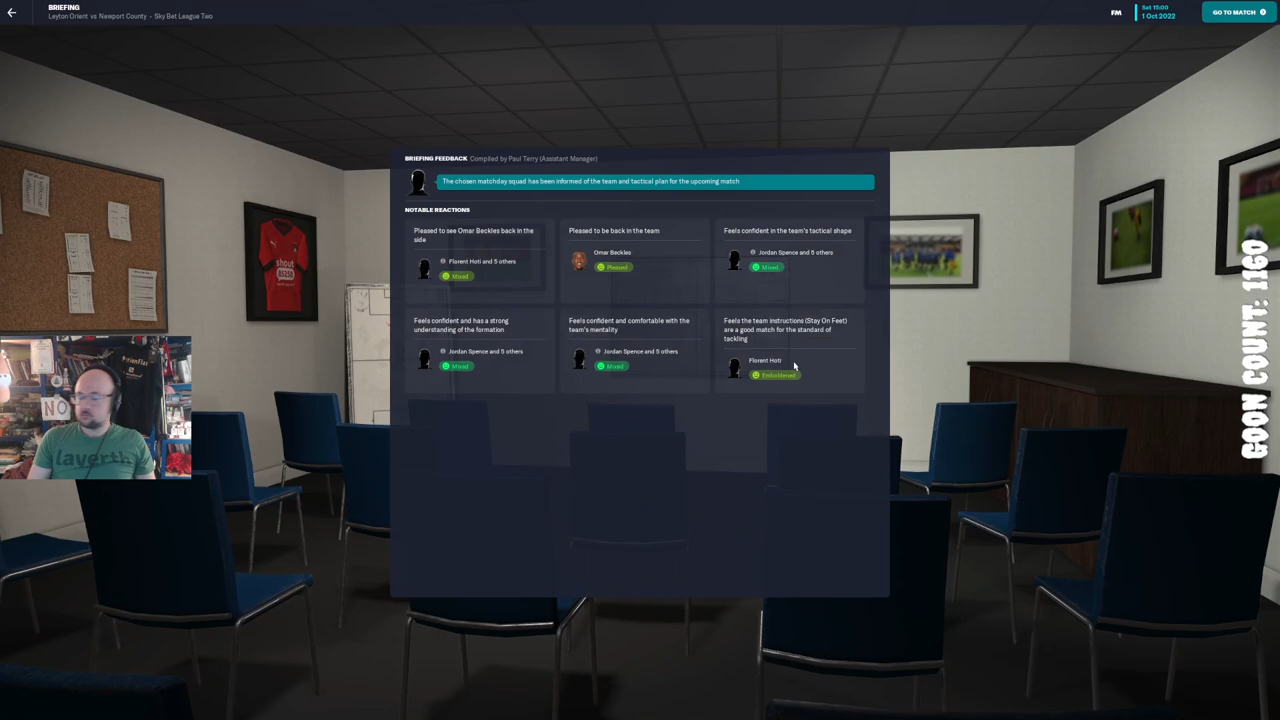 BRIEFING
Leyton Orient vs Newport County - Sky Bet League Two
FM
Sat 15:00
1 Oct 2022
GO TO MATCH
BRIEFING FEEDBACK Compiled by Paul Terry (Assistant Manager)
The chosen matchday squad has been informed of the team and tactical plan for the upcoming match
NOTABLE REACTIONS
Pleased to see Omar Beckles back in the
side
Florent Hoti and 5 others
Mixed
Pleased to be back in the team
Omar Beckles
Pleased
Feels confident in the team's tactical shape
Jordan Spence and 5 others
Mixed
Feels confident and has a strong
understanding of the formation
Jordan Spence and 5 others
Mixed
Feels confident and comfortable with the
team's mentality
Jordan Spence and 5 others
Mixed
Feels the team instructions (Stay On Feet)
are a good match for the standard of
tackling
Florent Hoti
Emboldened
shout
NO
layerth
GOON COUNT: 1160